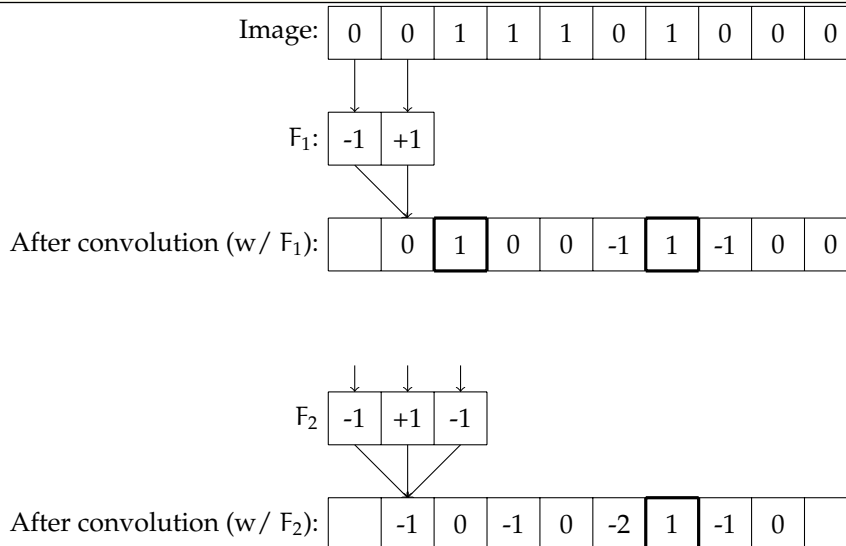 Image: 0 0 1 1 1 0 1 0 0 0
F₁: -1 +1
After convolution (w/ F₁): 0 1 0 0 -1 1 -1 0 0
F₂ -1 +1 -1
After convolution (w/ F₂): -1 0 -1 0 -2 1 -1 0